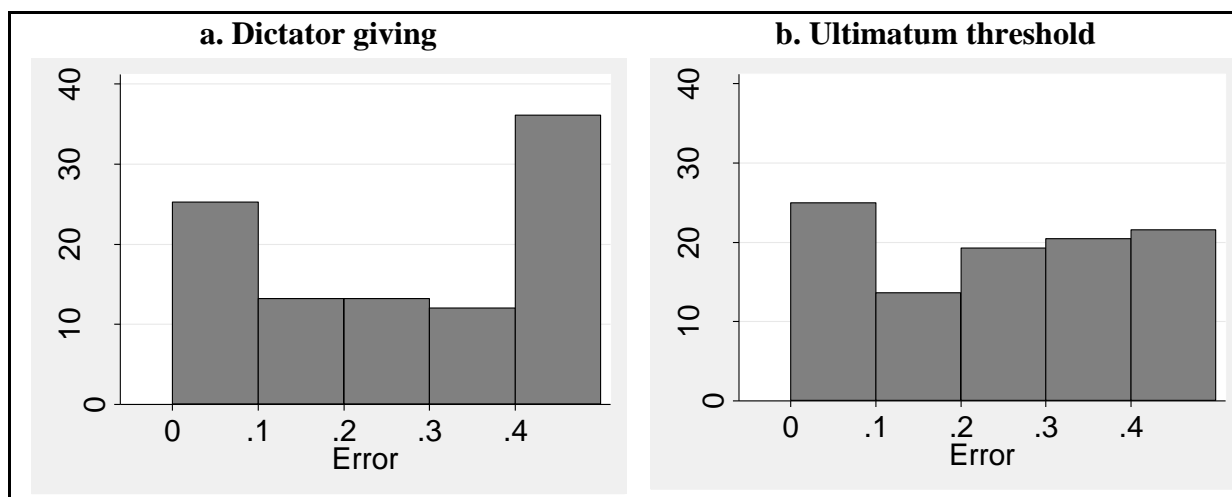 a. Dictator giving
40
30
20
10
0
0 .1 .2 .3 .4
Error
b. Ultimatum threshold
40
30
20
10
0
0 .1 .2 .3 .4
Error